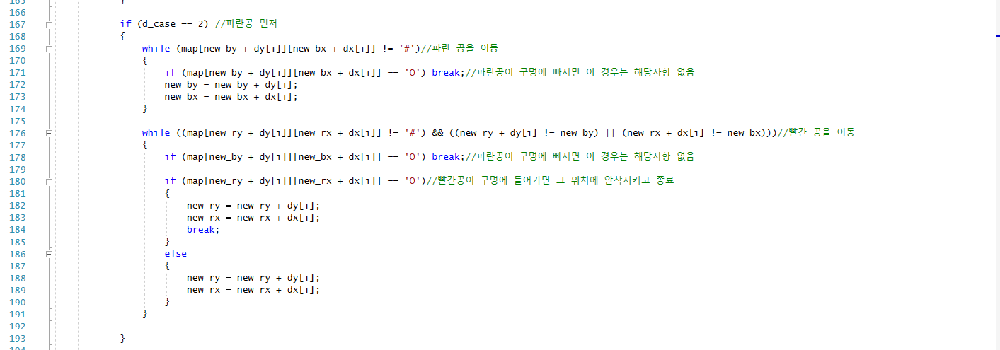 165 }
166
167 if (d_case == 2) //파란공 먼저
168 {
169 while (map[new_by + dy[i]][new_bx + dx[i]] != '#')//파란 공을 이동
170 {
171 if (map[new_by + dy[i]][new_bx + dx[i]] == 'O') break;//파란공이 구멍에 빠지면 이 경우는 해당사항 없음
172 new_by = new_by + dy[i];
173 new_bx = new_bx + dx[i];
174 }
175
176 while ((map[new_ry + dy[i]][new_rx + dx[i]] != '#') && ((new_ry + dy[i] != new_by) || (new_rx + dx[i] != new_bx)))//빨간 공을 이동
177 {
178 if (map[new_by + dy[i]][new_bx + dx[i]] == 'O') break;//파란공이 구멍에 빠지면 이 경우는 해당사항 없음
179
180 if (map[new_ry + dy[i]][new_rx + dx[i]] == 'O')//빨간공이 구멍에 들어가면 그 위치에 안착시키고 종료
181 {
182 new_ry = new_ry + dy[i];
183 new_rx = new_rx + dx[i];
184 break;
185 }
186 else
187 {
188 new_ry = new_ry + dy[i];
189 new_rx = new_rx + dx[i];
190 }
191 }
192
193 }
194